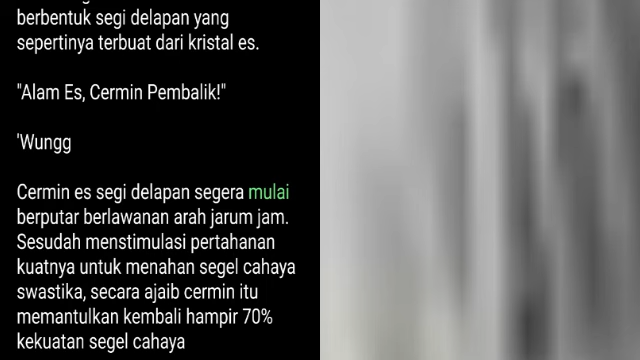 berbentuk segi delapan yang
sepertinya terbuat dari kristal es.
"Alam Es, Cermin Pembalik!"
'Wungg
Cermin es segi delapan segera mulai
berputar berlawanan arah jarum jam.
Sesudah menstimulasi pertahanan
kuatnya untuk menahan segel cahaya
swastika, secara ajaib cermin itu
memantulkan kembali hampir 70%
kekuatan segel cahaya